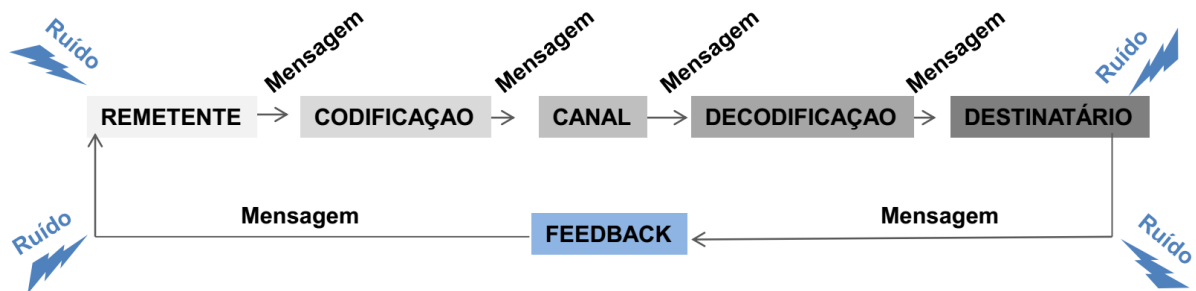 Ruído
Mensagem
Mensagem
Mensagem
Mensagem
Ruído
REMETENTE
CODIFICAÇAO
CANAL
DECODIFICAÇAO
DESTINATÁRIO
Ruído
Mensagem
FEEDBACK
Mensagem
Ruído